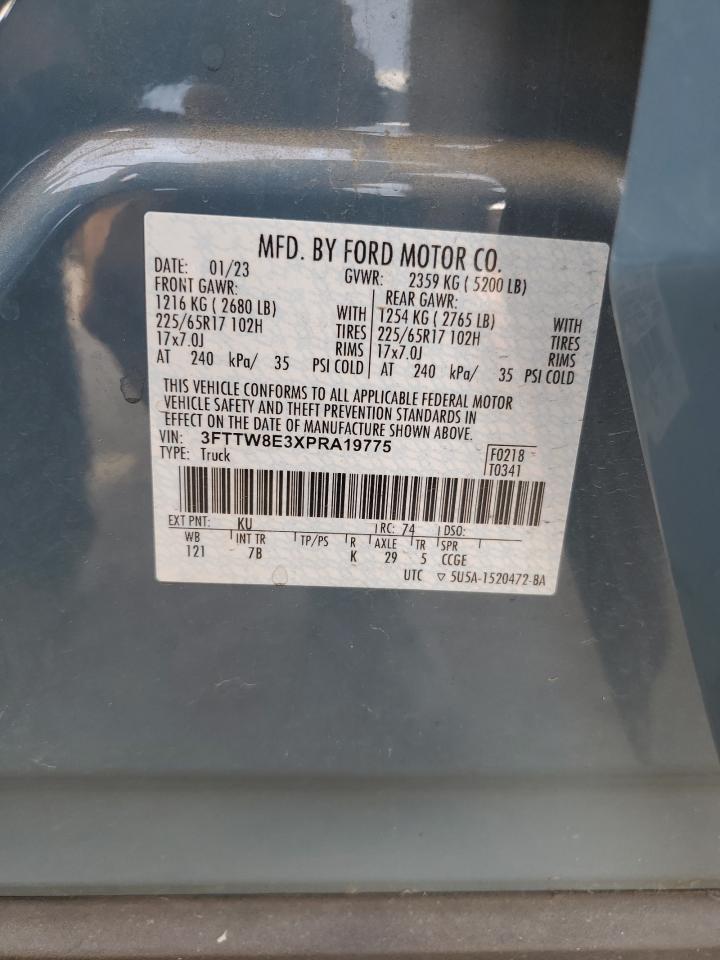 MFD. BY FORD MOTOR CO.
DATE: 01/23 GVWR: 2359 KG ( 5200 LB)
FRONT GAWR: REAR GAWR:
1216 KG ( 2680 LB) WITH 1254 KG ( 2765 LB) WITH
225/65R17 102H TIRES 225/65R17 102H TIRES
17x7.0J RIMS 17x7.0J RIMS
AT 240 kPa/ 35 PSI COLD AT 240 kPa/ 35 PSI COLD
THIS VEHICLE CONFORMS TO ALL APPLICABLE FEDERAL MOTOR
VEHICLE SAFETY AND THEFT PREVENTION STANDARDS IN
EFFECT ON THE DATE OF MANUFACTURE SHOWN ABOVE.
VIN: 3FTTW8E3XPRA19775
TYPE: Truck
F0218
T0341
EXT PNT: KU RC: 74 DSO:
WB INT TR TP/PS R AXLE TR SPR
121 7B K 29 5 CCGE
UTC ▽ 5U5A-1520472-BA